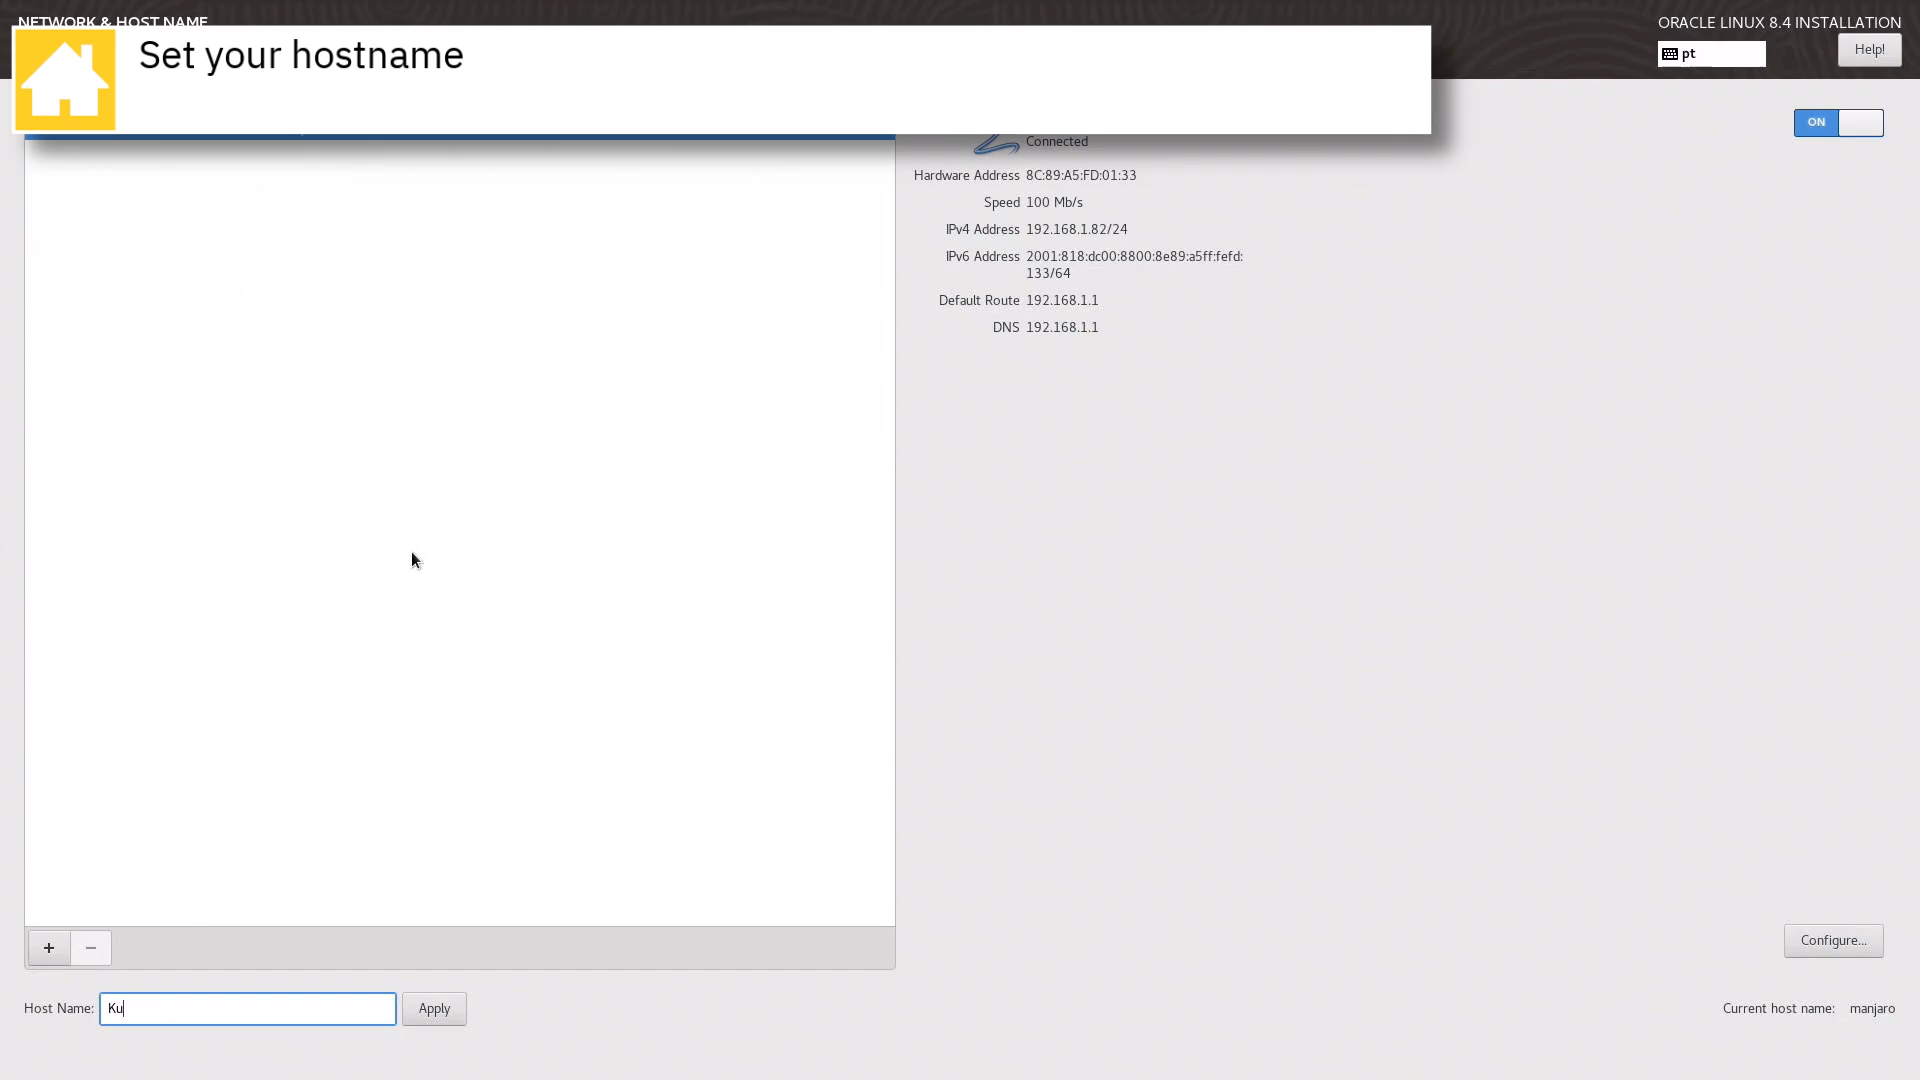 NETWORK & HOST NAME
ORACLE LINUX 8.4 INSTALLATION
Set your hostname
pt
Help!
ON
Connected
Hardware Address 8C:89:A5:FD:01:33
Speed 100 Mb/s
IPv4 Address 192.168.1.82/24
IPv6 Address 2001:818:dc00:8800:8e89:a5ff:fefd:
133/64
Default Route 192.168.1.1
DNS 192.168.1.1
+ −
Configure...
Host Name: Ku Apply
Current host name: manjaro